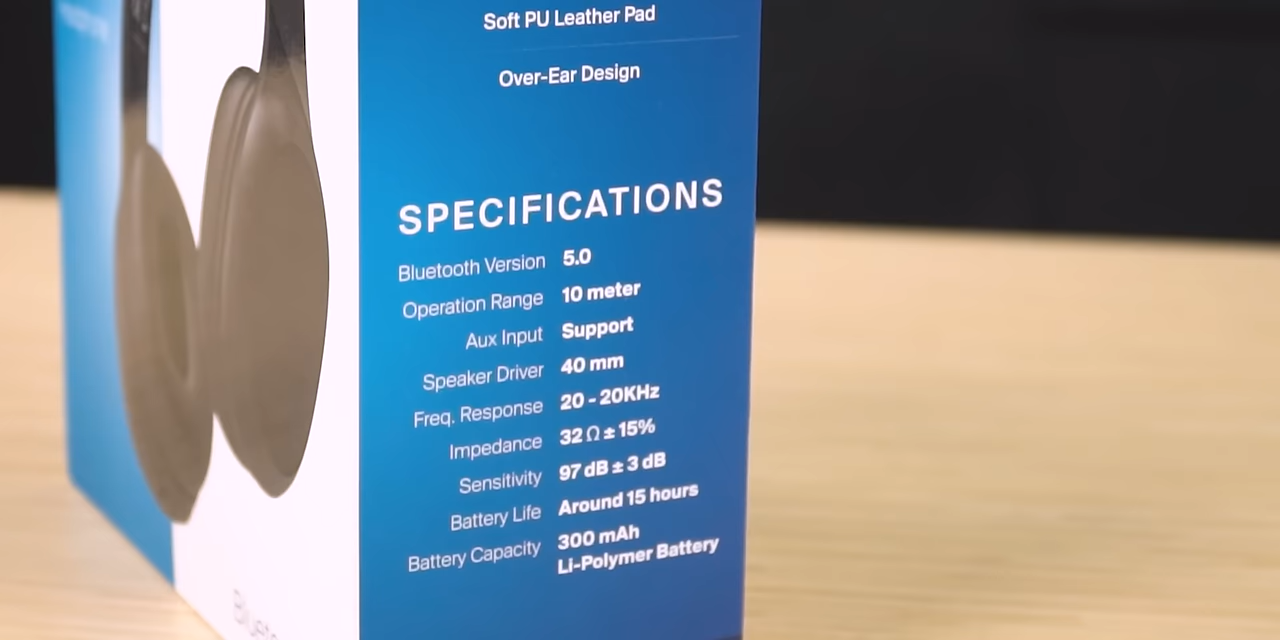 Soft PU Leather Pad
Over-Ear Design
SPECIFICATIONS
Bluetooth Version 5.0
Operation Range 10 meter
Aux Input Support
Speaker Driver 40 mm
Freq. Response 20 - 20KHz
Impedance 32 Ω ± 15%
Sensitivity 97 dB ± 3 dB
Battery Life Around 15 hours
Battery Capacity 300 mAh
Li-Polymer Battery